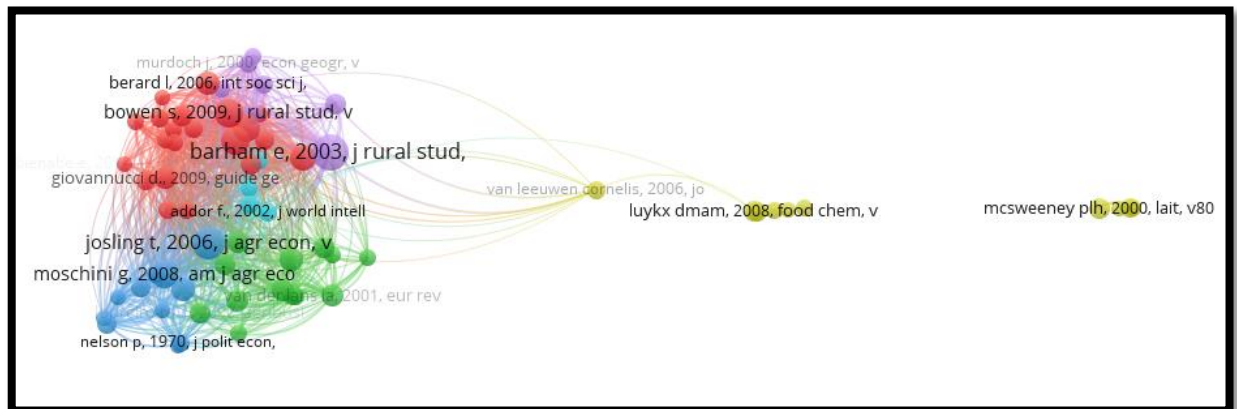 murdoch j, 2000, econ geogr, v
berard l, 2006, int soc sci j,
bowen s, 2009, j rural stud, v
barham e, 2003, j rural stud,
giovannucci d., 2009, guide ge
van leeuwen cornelis, 2006, jo
addor f., 2002, j world intell
luykx dmam, 2008, food chem, v
mcsweeney plh, 2000, lait, v80
josling t, 2006, j agr econ, v
moschini g, 2008, am j agr eco
van der lans ia, 2001, eur rev
nelson p, 1970, j polit econ,